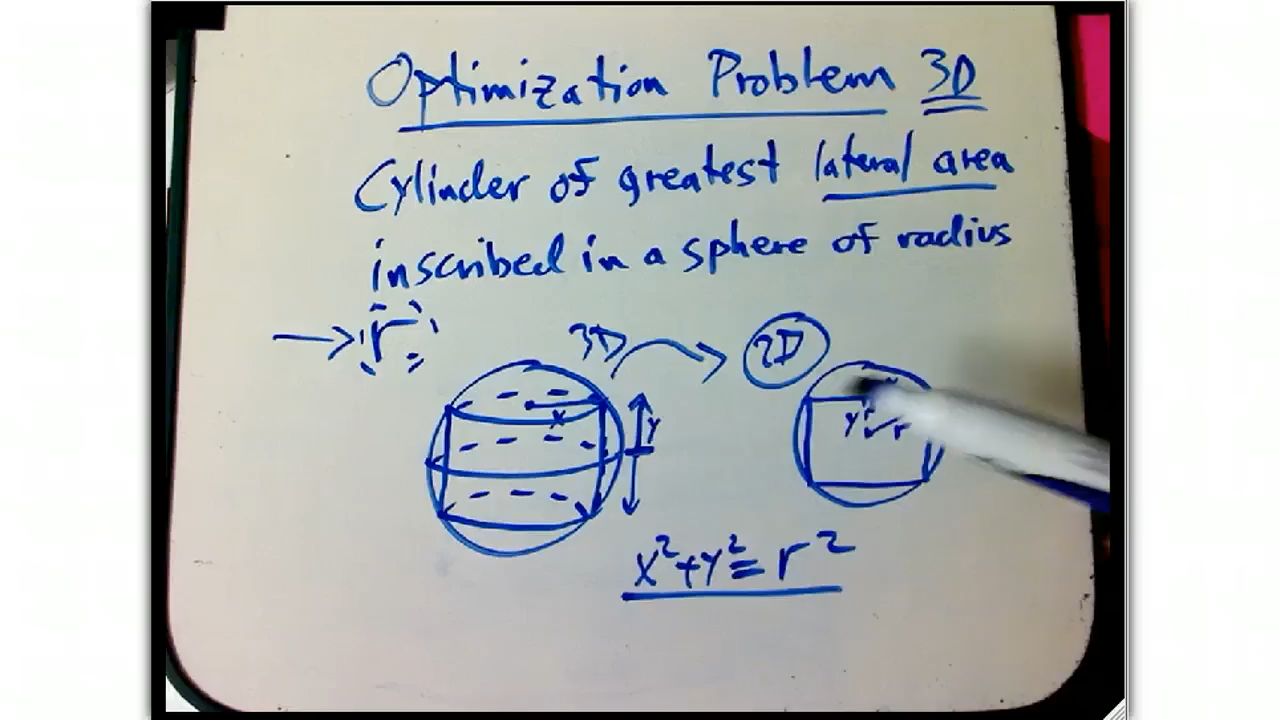 Optimization Problem 3D
Cylinder of greatest lateral area
inscribed in a sphere of radius
r
3D
2D
x
y
y r
x² + y² = r²